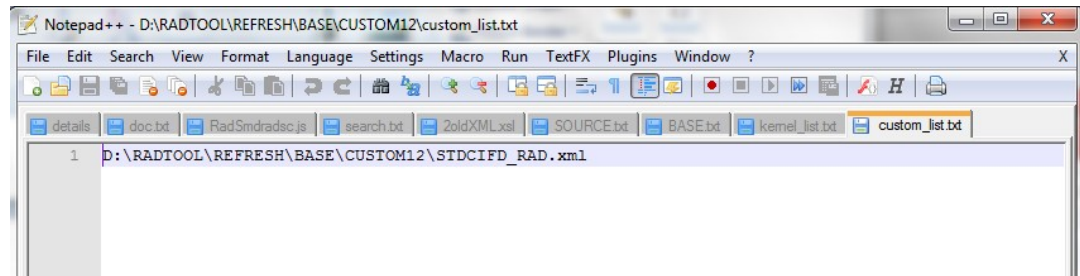 Notepad++ - D:\RADTOOL\REFRESH\BASE\CUSTOM12\custom_list.txt
File Edit Search View Format Language Settings Macro Run TextFX Plugins Window ? X
details doc.txt RadSmdradsc.js search.txt 2oldXML.xsl SOURCE.txt BASE.txt kernel_list.txt custom_list.txt
1 D:\RADTOOL\REFRESH\BASE\CUSTOM12\STDCIFD_RAD.xml